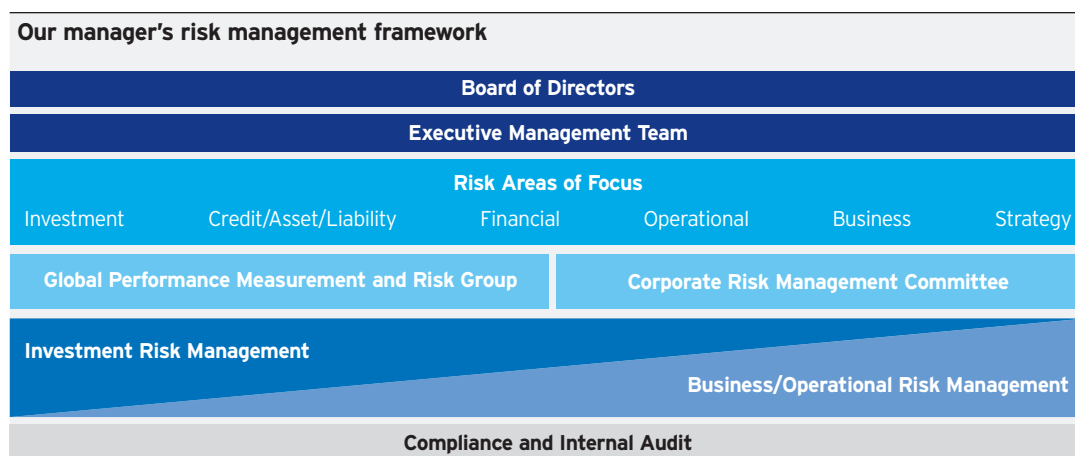 Our manager's risk management framework
Board of Directors
Executive Management Team
Risk Areas of Focus
Investment Credit/Asset/Liability Financial Operational Business Strategy
Global Performance Measurement and Risk Group Corporate Risk Management Committee
Investment Risk Management
Business/Operational Risk Management
Compliance and Internal Audit